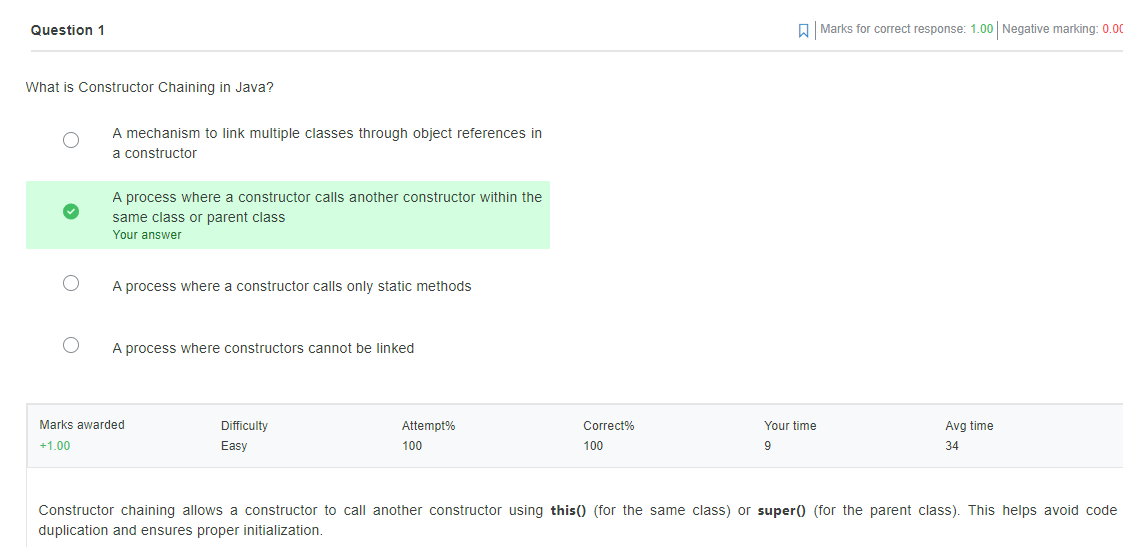 Question 1
Marks for correct response: 1.00 Negative marking: 0.00
What is Constructor Chaining in Java?
A mechanism to link multiple classes through object references in
a constructor
A process where a constructor calls another constructor within the
same class or parent class
Your answer
A process where a constructor calls only static methods
A process where constructors cannot be linked
Marks awarded Difficulty Attempt% Correct% Your time Avg time
+1.00 Easy 100 100 9 34
Constructor chaining allows a constructor to call another constructor using this() (for the same class) or super() (for the parent class). This helps avoid code
duplication and ensures proper initialization.